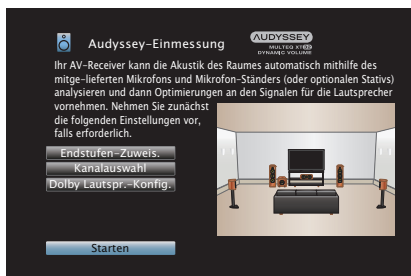 Audyssey-Einmessung
AUDYSSEY
MULTEQ XT32
DYNAMIC VOLUME
Ihr AV-Receiver kann die Akustik des Raumes automatisch mithilfe des
mitge-lieferten Mikrofons und Mikrofon-Ständers (oder optionalen Stativs)
analysieren und dann Optimierungen an den Signalen für die Lautsprecher
vornehmen. Nehmen Sie zunächst
die folgenden Einstellungen vor,
falls erforderlich.
Endstufen-Zuweis.
Kanalauswahl
Dolby Lautspr.-Konfig.
Starten